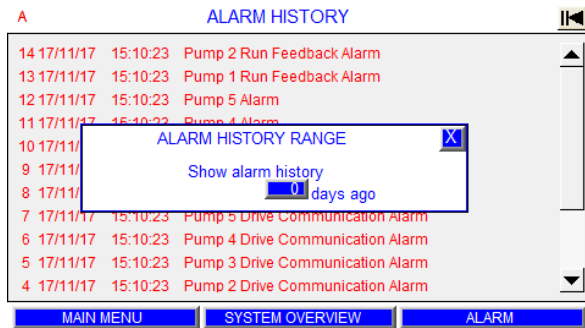 A ALARM HISTORY
14 17/11/17 15:10:23 Pump 2 Run Feedback Alarm
13 17/11/17 15:10:23 Pump 1 Run Feedback Alarm
12 17/11/17 15:10:23 Pump 5 Alarm
11 17/11/17 15:10:23 Pump 4 Alarm
10 17/11/
9 17/11/
8 17/11/
ALARM HISTORY RANGE X
Show alarm history
0 days ago
7 17/11/17 15:10:23 Pump 5 Drive Communication Alarm
6 17/11/17 15:10:23 Pump 4 Drive Communication Alarm
5 17/11/17 15:10:23 Pump 3 Drive Communication Alarm
4 17/11/17 15:10:23 Pump 2 Drive Communication Alarm
MAIN MENU SYSTEM OVERVIEW ALARM